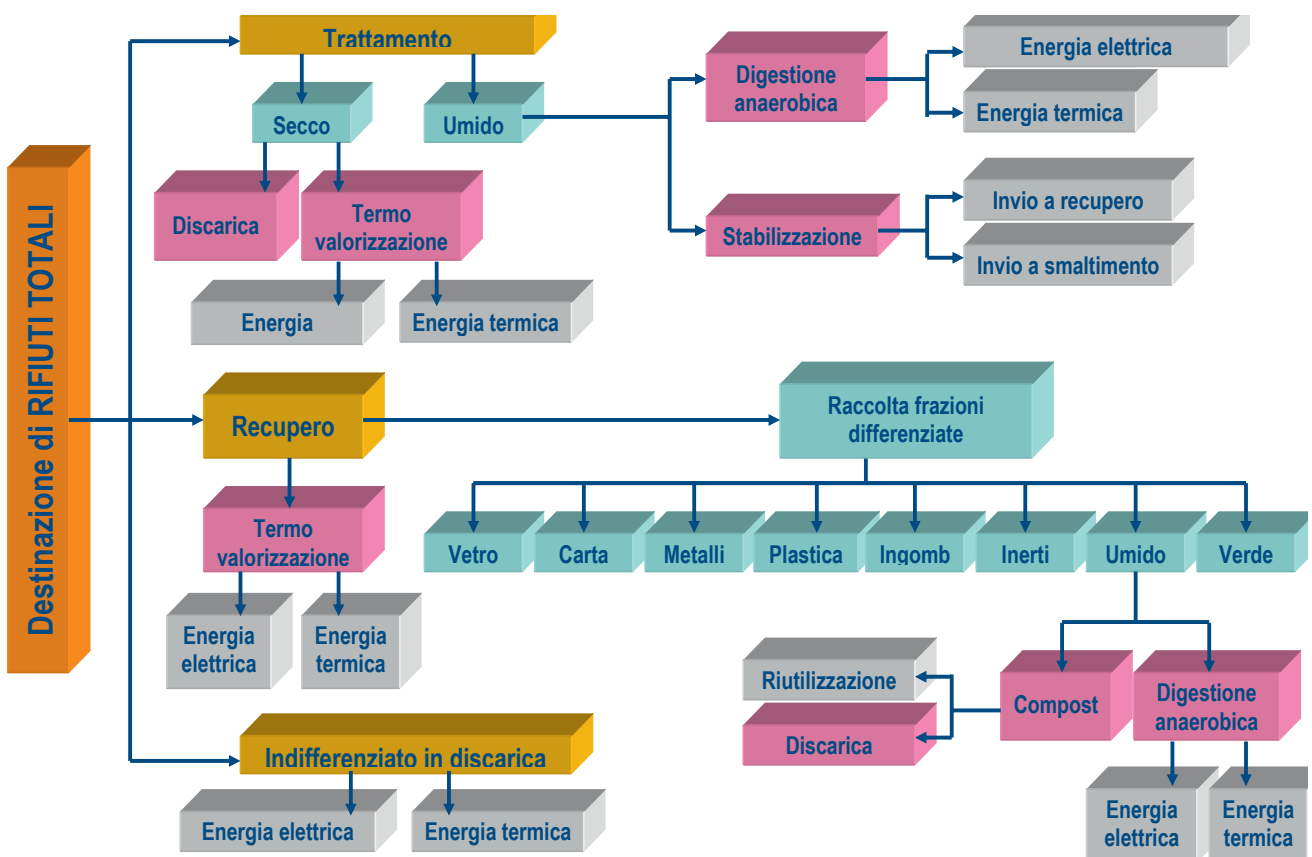 Destinazione di RIFIUTI TOTALI
Trattamento
Secco
Umido
Discarica
Termo
valorizzazione
Energia
Energia termica
Digestione
anaerobica
Energia elettrica
Energia termica
Stabilizzazione
Invio a recupero
Invio a smaltimento
Recupero
Raccolta frazioni
differenziate
Termo
valorizzazione
Energia
elettrica
Energia
termica
Vetro
Carta
Metalli
Plastica
Ingomb
Inerti
Umido
Verde
Riutilizzazione
Discarica
Compost
Digestione
anaerobica
Energia
elettrica
Energia
termica
Indifferenziato in discarica
Energia elettrica
Energia termica